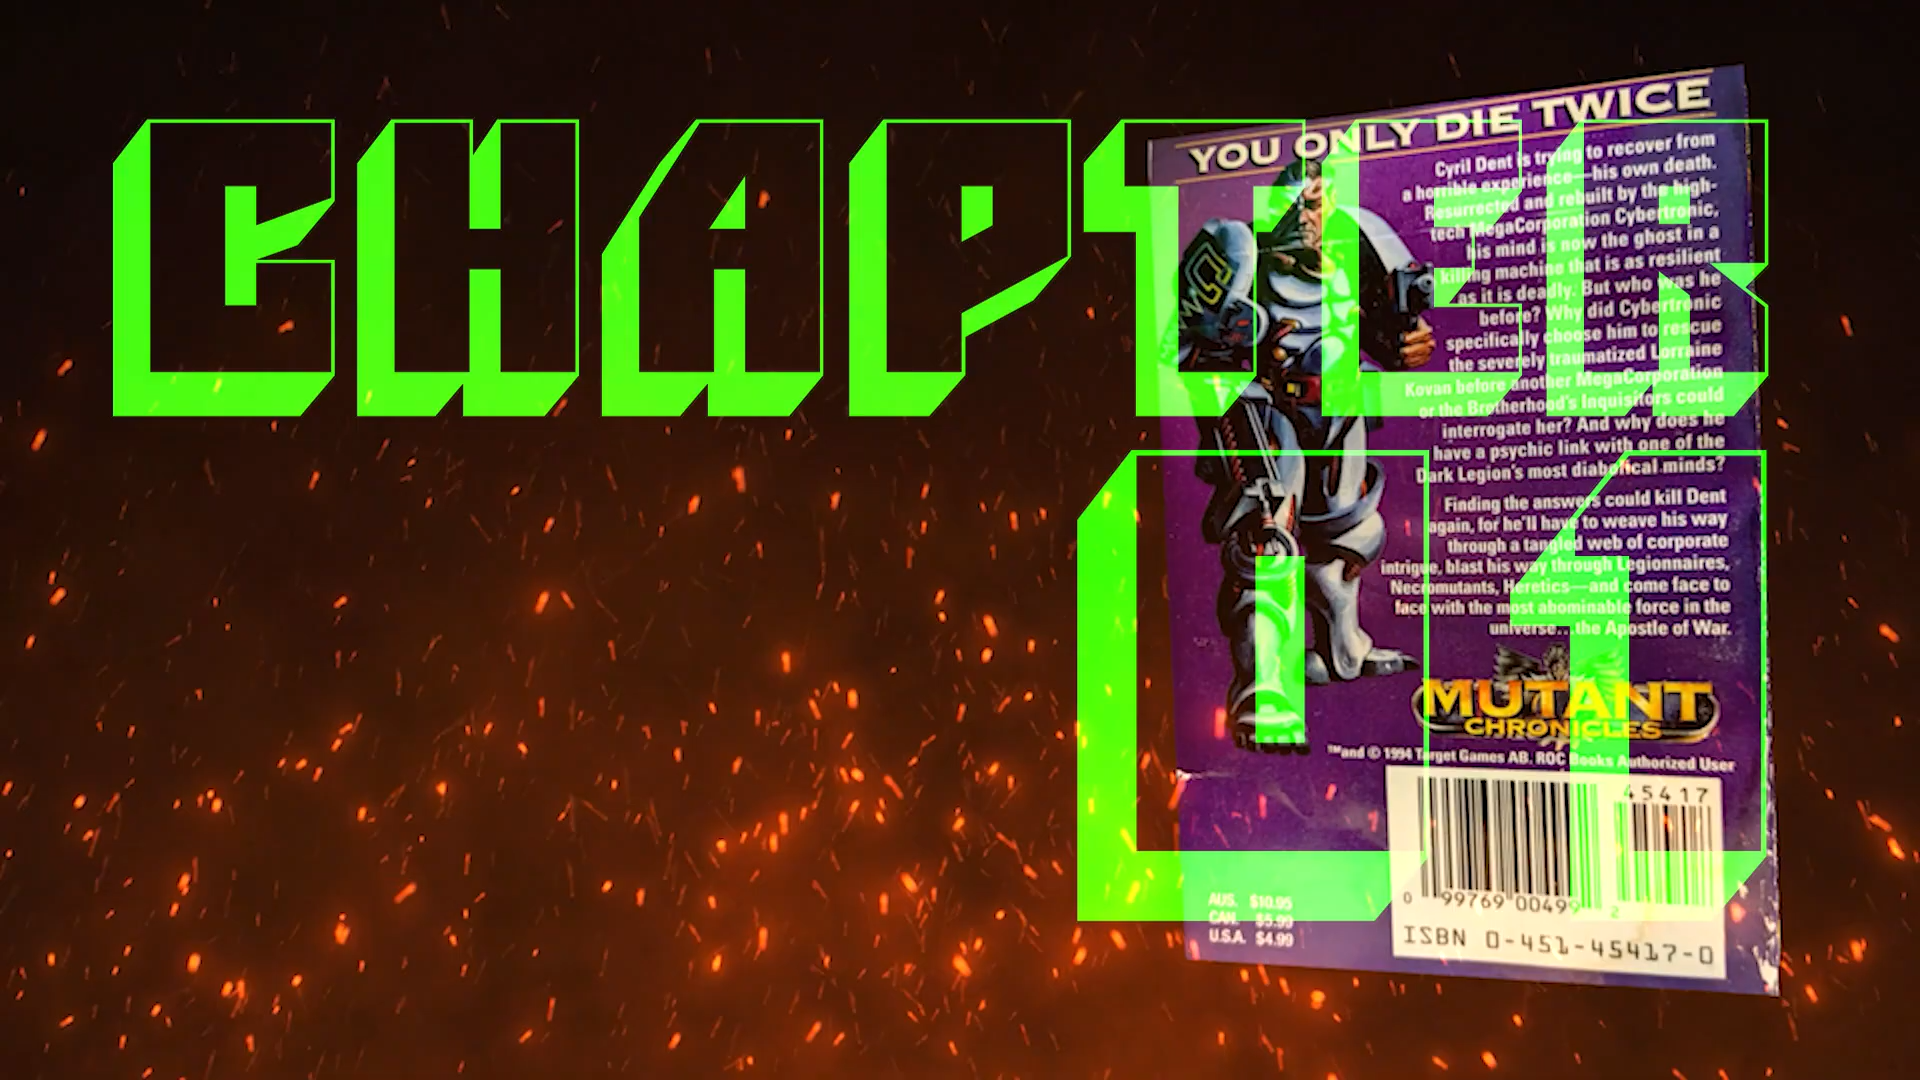 CHAPTER
01
YOU ONLY DIE TWICE
Cyril Dent is trying to recover from
a horrible experience—his own death.
Resurrected and rebuilt by the high-
tech MegaCorporation Cybertronic,
his mind is now the ghost in a
killing machine that is as resilient
as it is deadly. But who was he
before? Why did Cybertronic
specifically choose him to rescue
the severely traumatized Lorraine
Kovan before another MegaCorporation
or the Brotherhood's Inquisitors could
interrogate her? And why does he
have a psychic link with one of the
Dark Legion's most diabolical minds?
Finding the answers could kill Dent
again, for he'll have to weave his way
through a tangled web of corporate
intrigue, blast his way through Legionnaires,
Necromutants, Heretics—and come face to
face with the most abominable force in the
universe...the Apostle of War.
MUTANT
CHRONICLES
™and © 1994 Target Games AB. ROC Books Authorized User
45417
0 99769 00499 2
ISBN 0-451-45417-0
AUS. $10.95
CAN. $5.99
U.S.A. $4.99